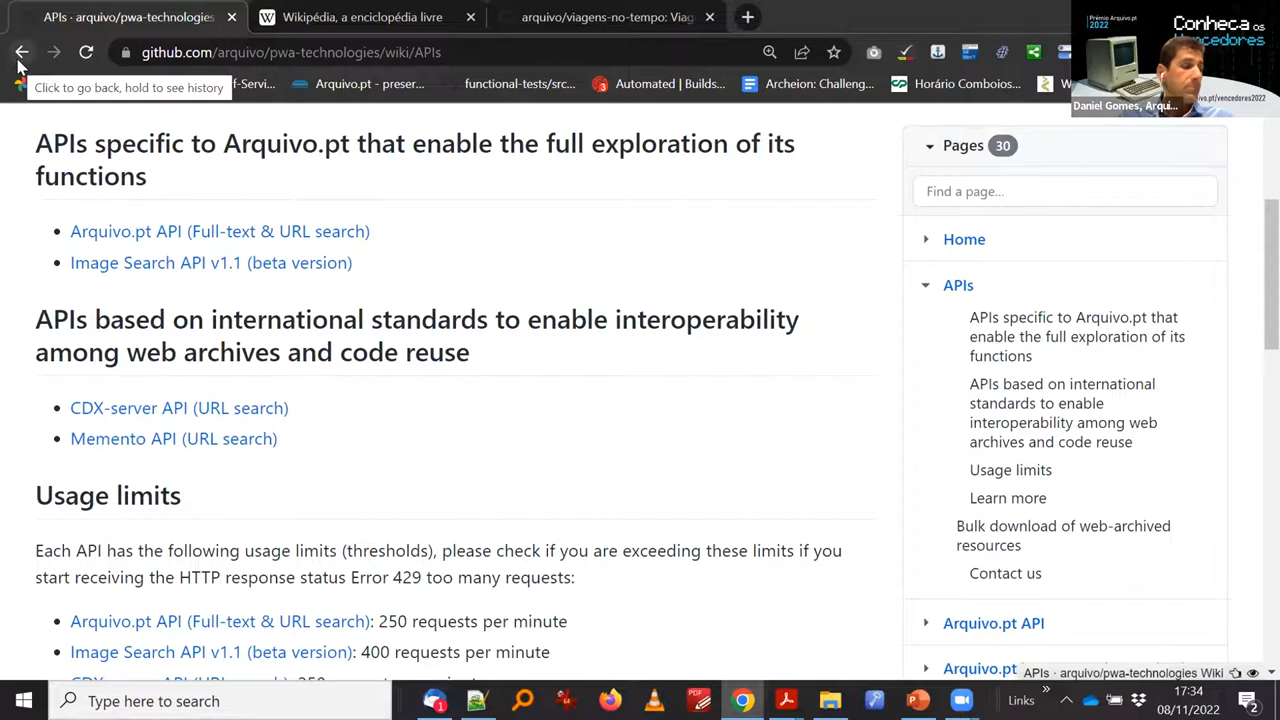 APIs · arquivo/pwa-technologies
Wikipédia, a enciclopédia livre
arquivo/viagens-no-tempo: Viag
github.com/arquivo/pwa-technologies/wiki/APIs
Click to go back, hold to see history
f-Servi...
Arquivo.pt - preser...
functional-tests/src...
Automated | Builds...
Archeion: Challeng...
Horário Comboios...
Prémio Arquivo.pt
2022
Conheca os
Vencedores
.pt/vencedores2022
Daniel Gomes, Arqui...
APIs specific to Arquivo.pt that enable the full exploration of its
functions
Arquivo.pt API (Full-text & URL search)
Image Search API v1.1 (beta version)
APIs based on international standards to enable interoperability
among web archives and code reuse
CDX-server API (URL search)
Memento API (URL search)
Usage limits
Each API has the following usage limits (thresholds), please check if you are exceeding these limits if you
start receiving the HTTP response status Error 429 too many requests:
Arquivo.pt API (Full-text & URL search): 250 requests per minute
Image Search API v1.1 (beta version): 400 requests per minute
Pages 30
Find a page...
Home
APIs
APIs specific to Arquivo.pt that
enable the full exploration of its
functions
APIs based on international
standards to enable
interoperability among web
archives and code reuse
Usage limits
Learn more
Bulk download of web-archived
resources
Contact us
Arquivo.pt API
Arquivo.pt
APIs · arquivo/pwa-technologies Wiki
Type here to search
Links
17:34
08/11/2022
2